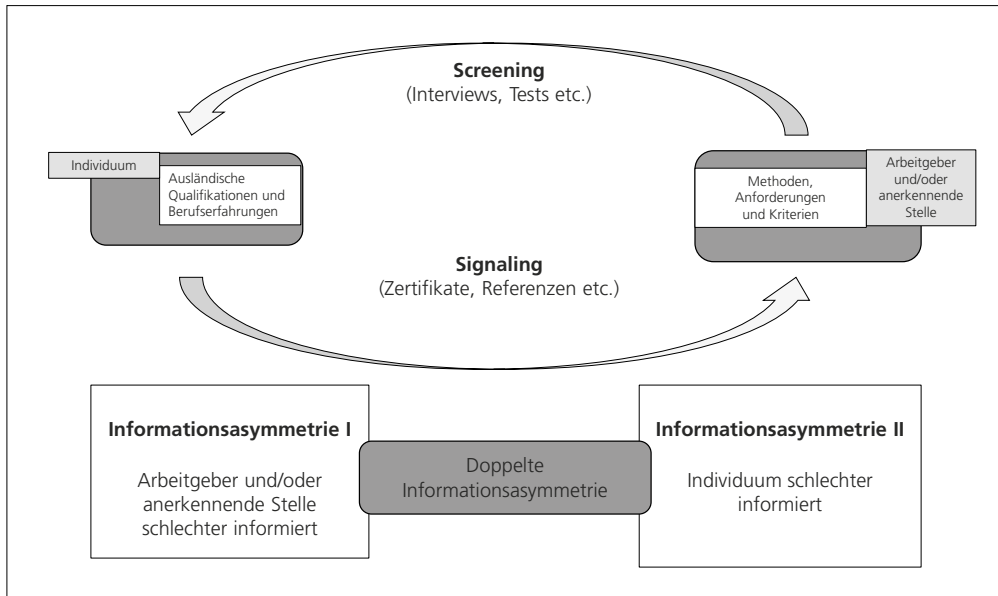 Screening
(Interviews, Tests etc.)
Individuum
Ausländische
Qualifikationen und
Berufserfahrungen
Methoden,
Anforderungen
und Kriterien
Arbeitgeber
und/oder
anerkennende
Stelle
Signaling
(Zertifikate, Referenzen etc.)
Informationsasymmetrie I
Arbeitgeber und/oder
anerkennende Stelle
schlechter informiert
Doppelte
Informationsasymmetrie
Informationsasymmetrie II
Individuum schlechter
informiert